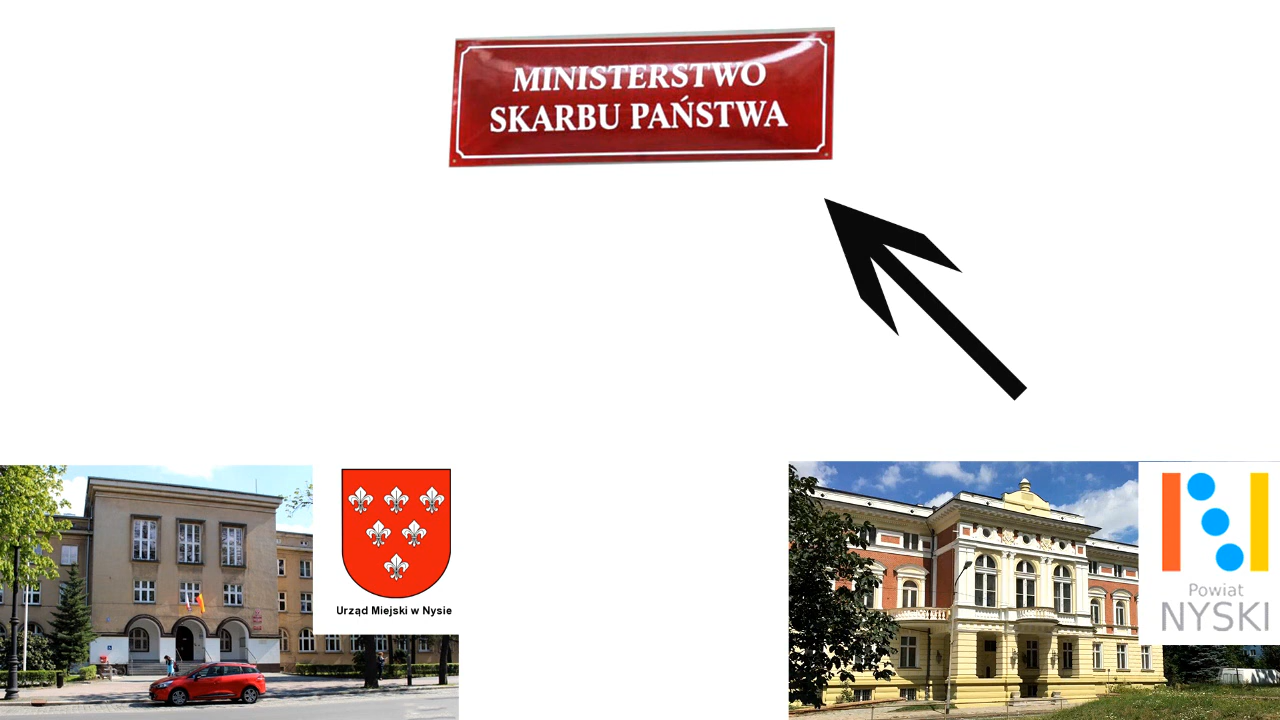 MINISTERSTWO
SKARBU PAŃSTWA
Urząd Miejski w Nysie
Powiat
NYSKI